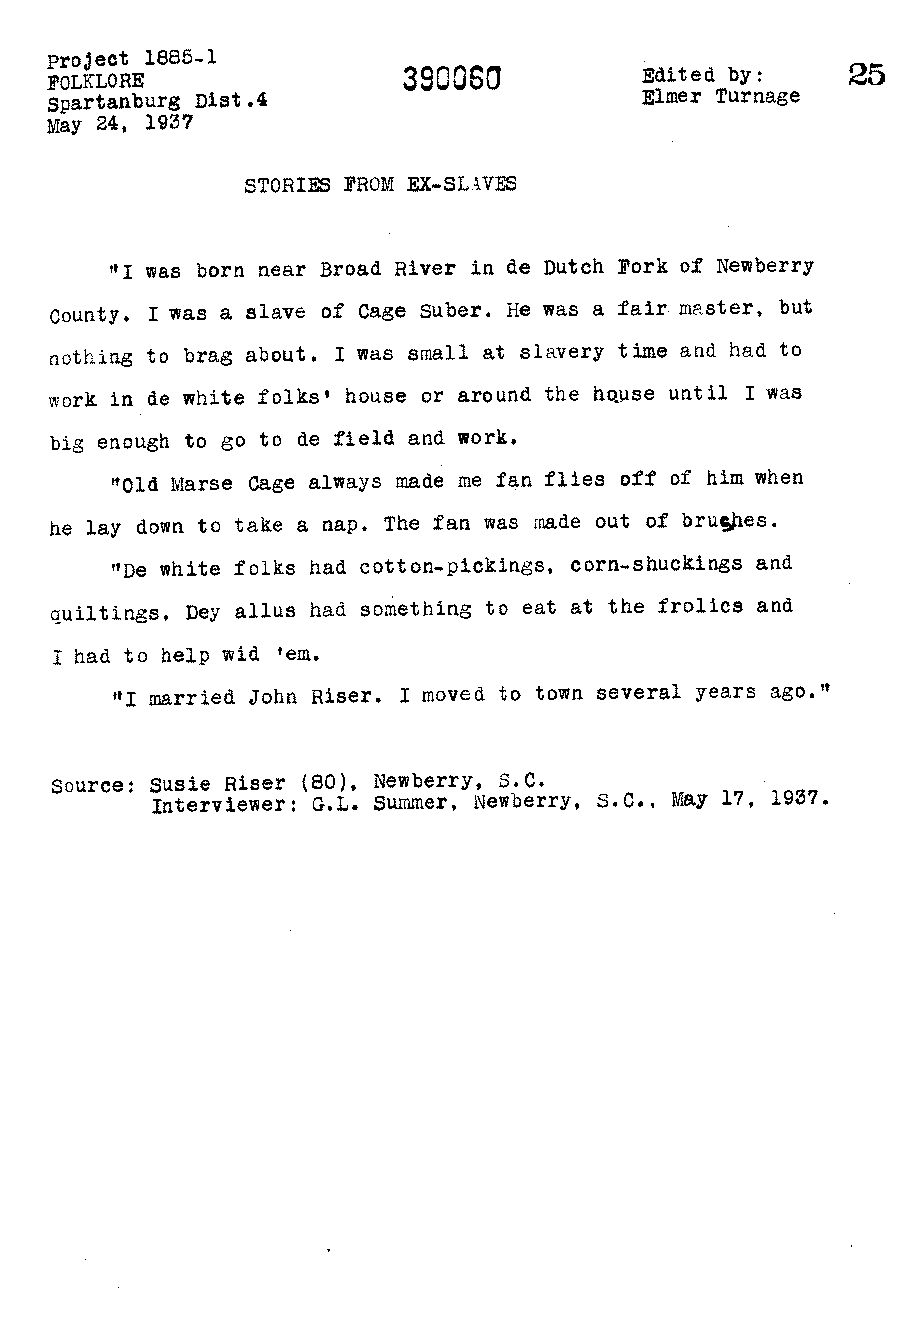 Project 1885-1
FOLKLORE
Spartanburg Dist.4
May 24, 1937
390060
Edited by:
Elmer Turnage
25
STORIES FROM EX-SLAVES
"I was born near Broad River in de Dutch Fork of Newberry
County. I was a slave of Cage Suber. He was a fair master, but
nothing to brag about. I was small at slavery time and had to
work in de white folks' house or around the house until I was
big enough to go to de field and work.
"Old Marse Cage always made me fan flies off of him when
he lay down to take a nap. The fan was made out of brushes.
"De white folks had cotton-pickings, corn-shuckings and
quiltings. Dey allus had something to eat at the frolics and
I had to help wid 'em.
"I married John Riser. I moved to town several years ago."
Source: Susie Riser (80), Newberry, S.C.
Interviewer: G.L. Summer, Newberry, S.C., May 17, 1937.